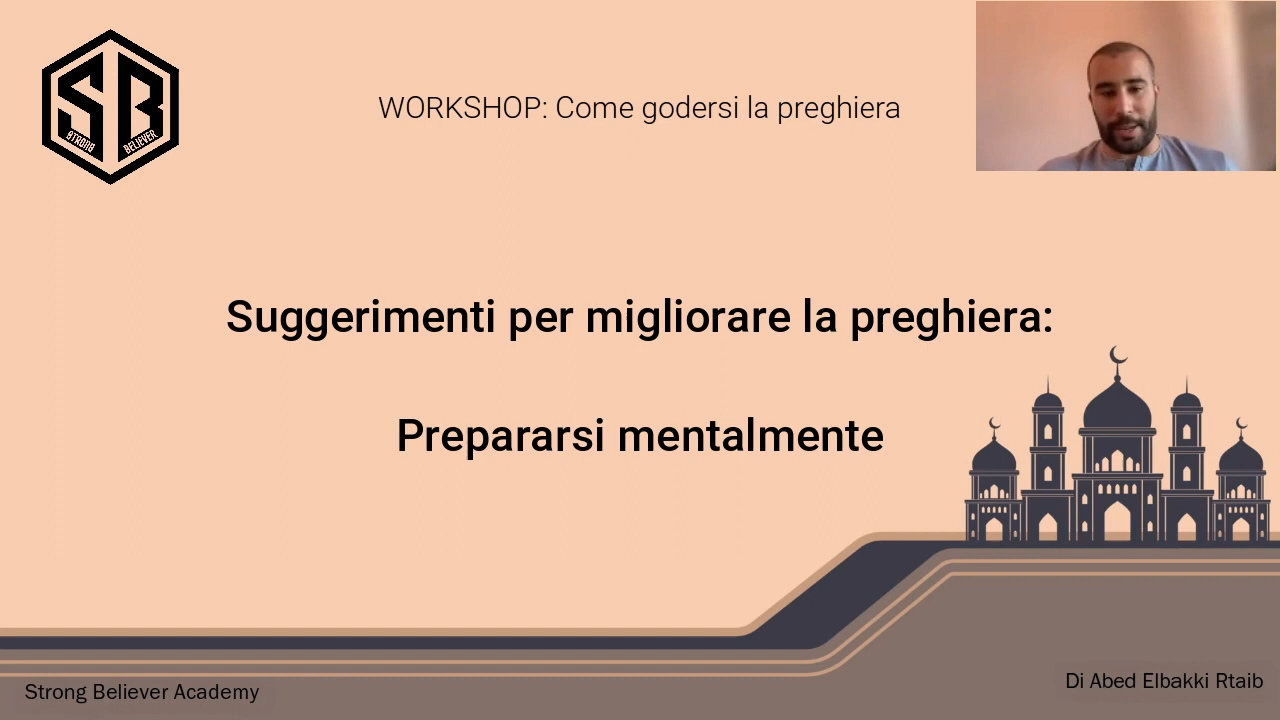 SB
STRONG BELIEVER
WORKSHOP: Come godersi la preghiera
Suggerimenti per migliorare la preghiera:
Prepararsi mentalmente
Strong Believer Academy
Di Abed Elbakki Rtaib